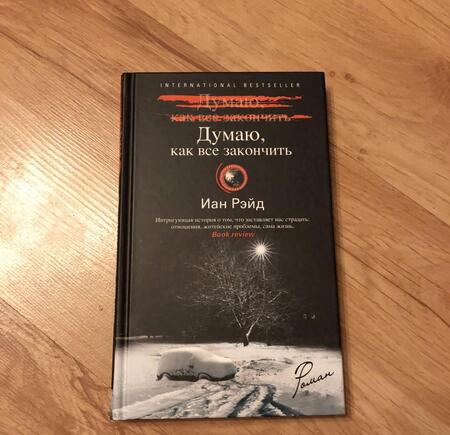 INTERNATIONAL BESTSELLER
Думаю,
как все закончить
Думаю,
как все закончить
Иан Рэйд
Интригующая история о том, что заставляет нас страдать:
отношения, житейские проблемы, сама жизнь.
Book review
Роман